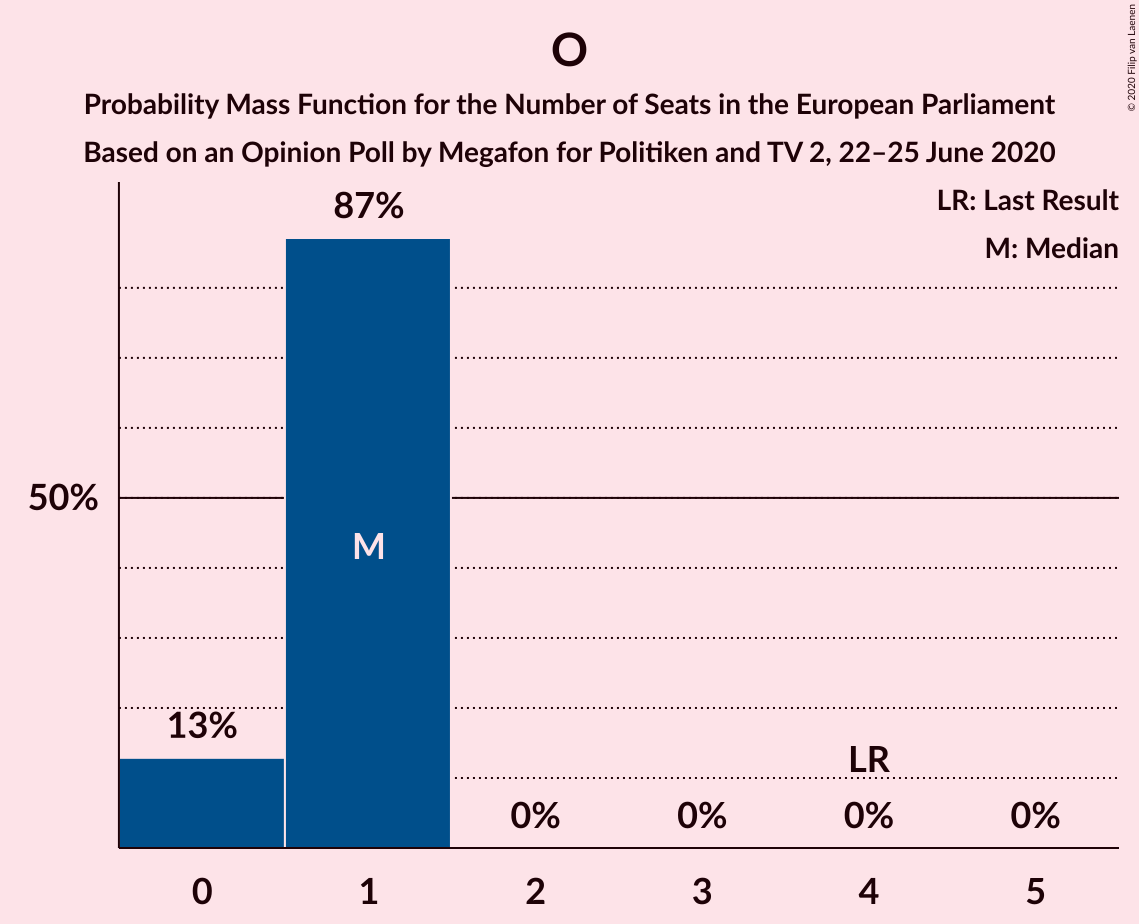 O
Probability Mass Function for the Number of Seats in the European Parliament
Based on an Opinion Poll by Megafon for Politiken and TV 2, 22–25 June 2020
© 2020 Filip van Laenen
LR: Last Result
M: Median
87%
50%
M
13%
LR
0% 0% 0% 0%
0 1 2 3 4 5